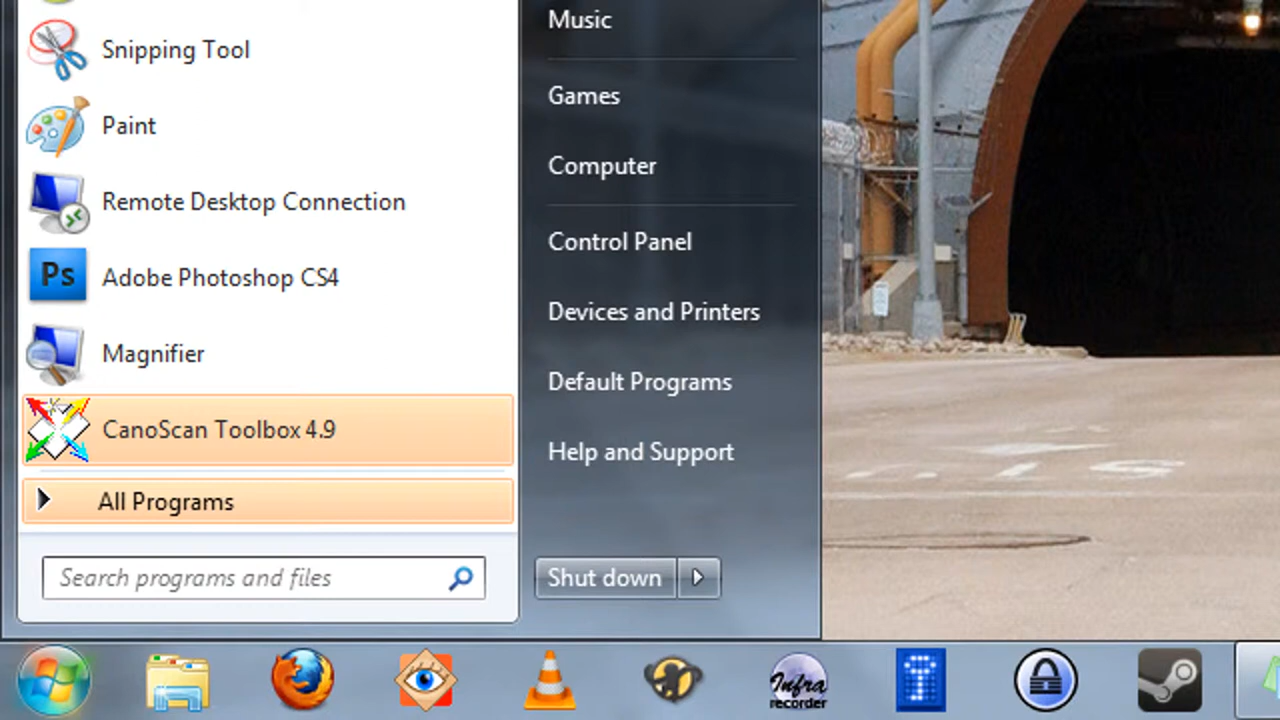 Snipping Tool
Paint
Remote Desktop Connection
Ps
Adobe Photoshop CS4
Magnifier
CanoScan Toolbox 4.9
All Programs
Search programs and files
Music
Games
Computer
Control Panel
Devices and Printers
Default Programs
Help and Support
Shut down
Infra
recorder
T